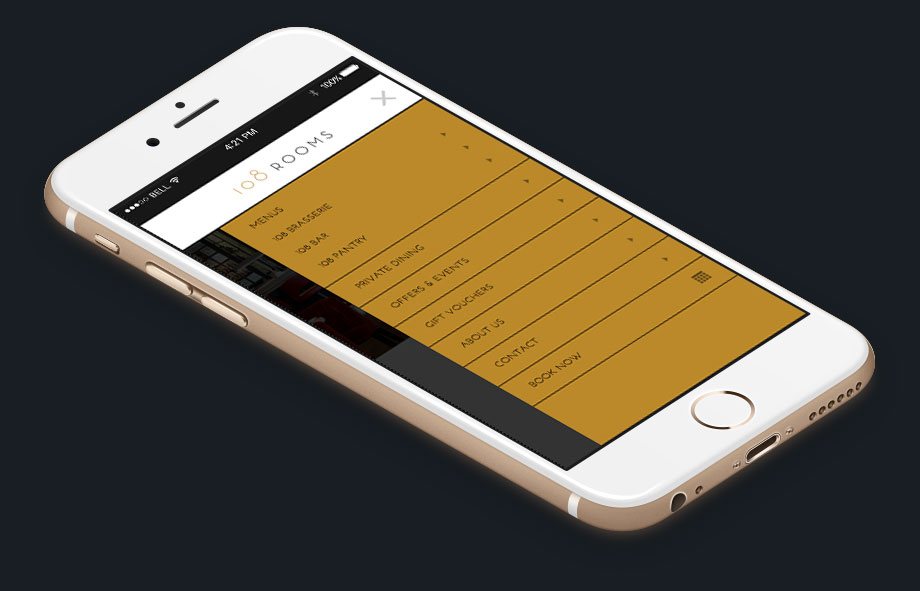 BELL 4:21 PM 100%
108 ROOMS
MENUS
108 BRASSERIE
108 BAR
108 PANTRY
PRIVATE DINING
OFFERS & EVENTS
GIFT VOUCHERS
ABOUT US
CONTACT
BOOK NOW